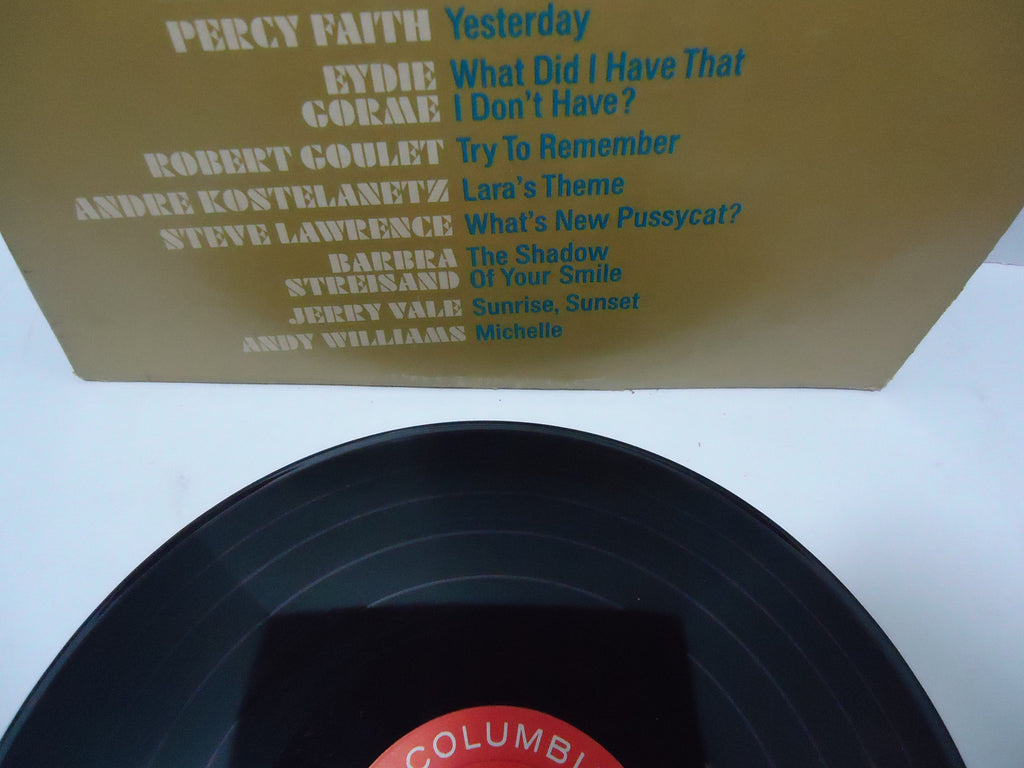 PERCY FAITH Yesterday
EYDIE What Did I Have That
GORME I Don't Have?
ROBERT GOULET Try To Remember
ANDRE KOSTELANETZ Lara's Theme
STEVE LAWRENCE What's New Pussycat?
BARBRA The Shadow
STREISAND Of Your Smile
JERRY VALE Sunrise, Sunset
ANDY WILLIAMS Michelle
COLUMBI